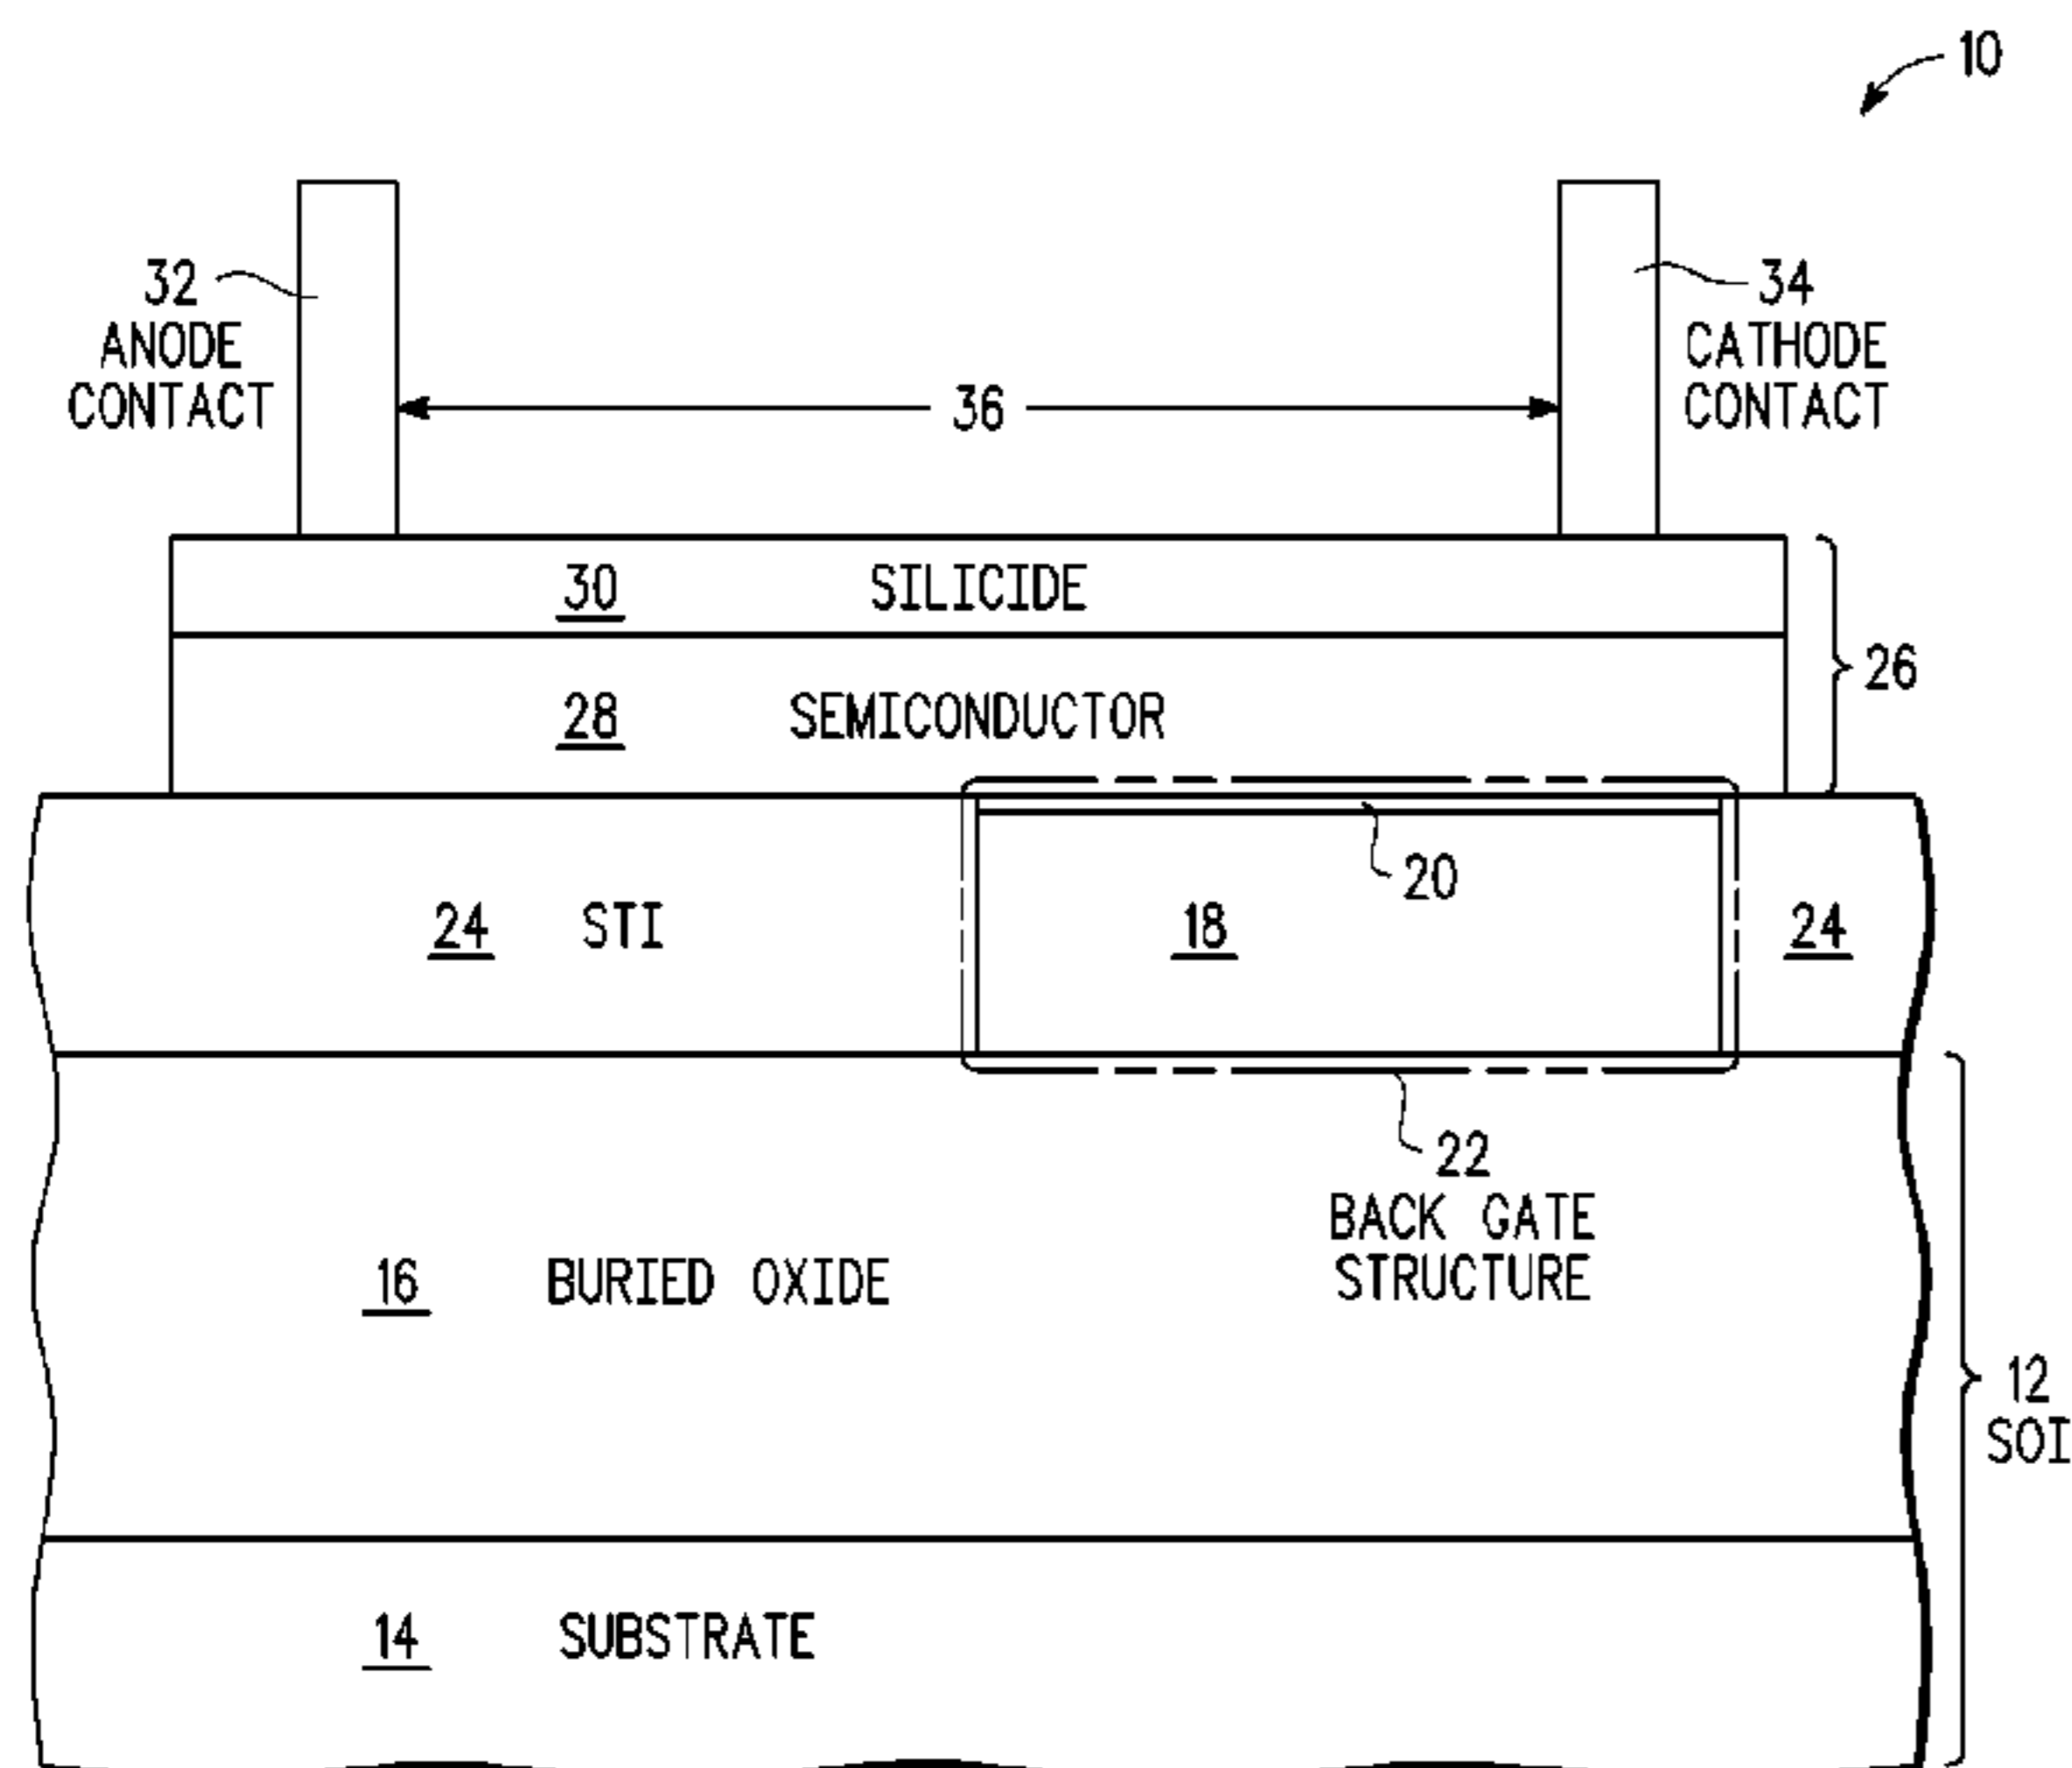 10
32
ANODE
CONTACT
34
CATHODE
CONTACT
36
30 SILICIDE
26
28 SEMICONDUCTOR
20
24 STI
18
24
22
BACK GATE
STRUCTURE
16 BURIED OXIDE
12
SOI
14 SUBSTRATE